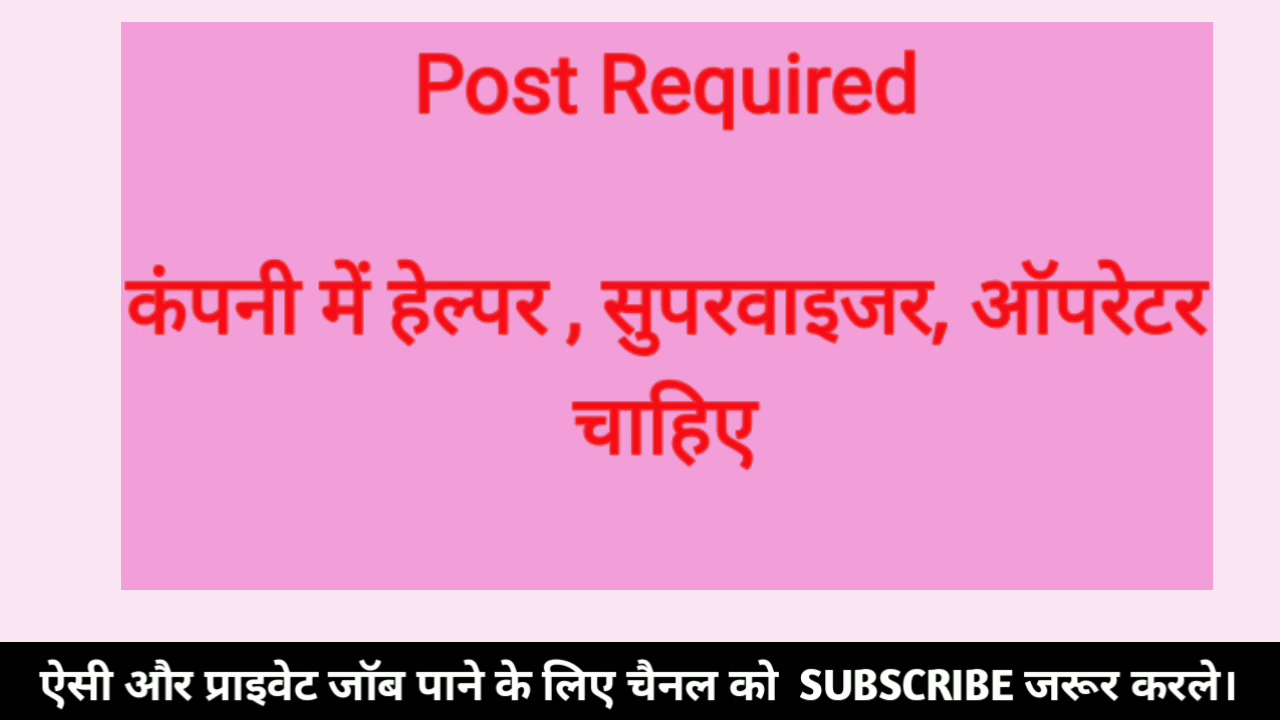 Post Required
कंपनी में हेल्पर , सुपरवाइजर, ऑपरेटर
चाहिए
ऐसी और प्राइवेट जॉब पाने के लिए चैनल को SUBSCRIBE जरूर करले।